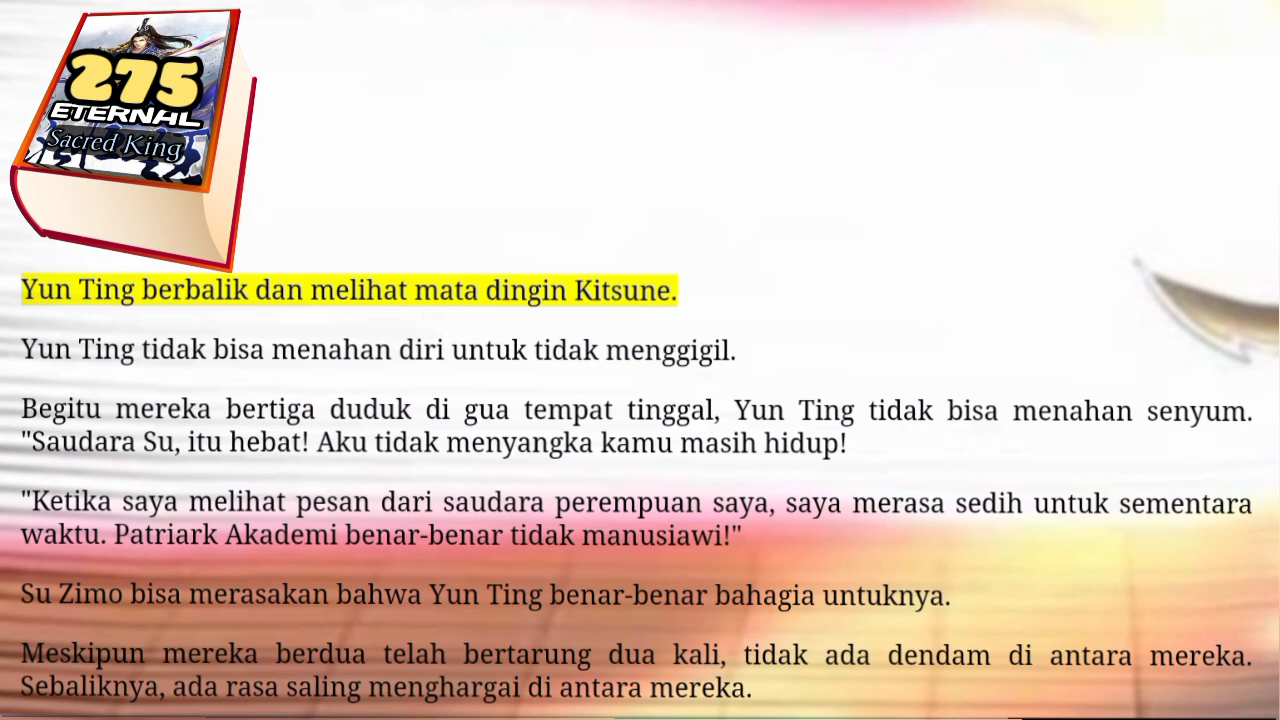 275
ETERNAL
Sacred King
Yun Ting berbalik dan melihat mata dingin Kitsune.
Yun Ting tidak bisa menahan diri untuk tidak menggigil.
Begitu mereka bertiga duduk di gua tempat tinggal, Yun Ting tidak bisa menahan senyum.
"Saudara Su, itu hebat! Aku tidak menyangka kamu masih hidup!
"Ketika saya melihat pesan dari saudara perempuan saya, saya merasa sedih untuk sementara
waktu. Patriark Akademi benar-benar tidak manusiawi!"
Su Zimo bisa merasakan bahwa Yun Ting benar-benar bahagia untuknya.
Meskipun mereka berdua telah bertarung dua kali, tidak ada dendam di antara mereka.
Sebaliknya, ada rasa saling menghargai di antara mereka.